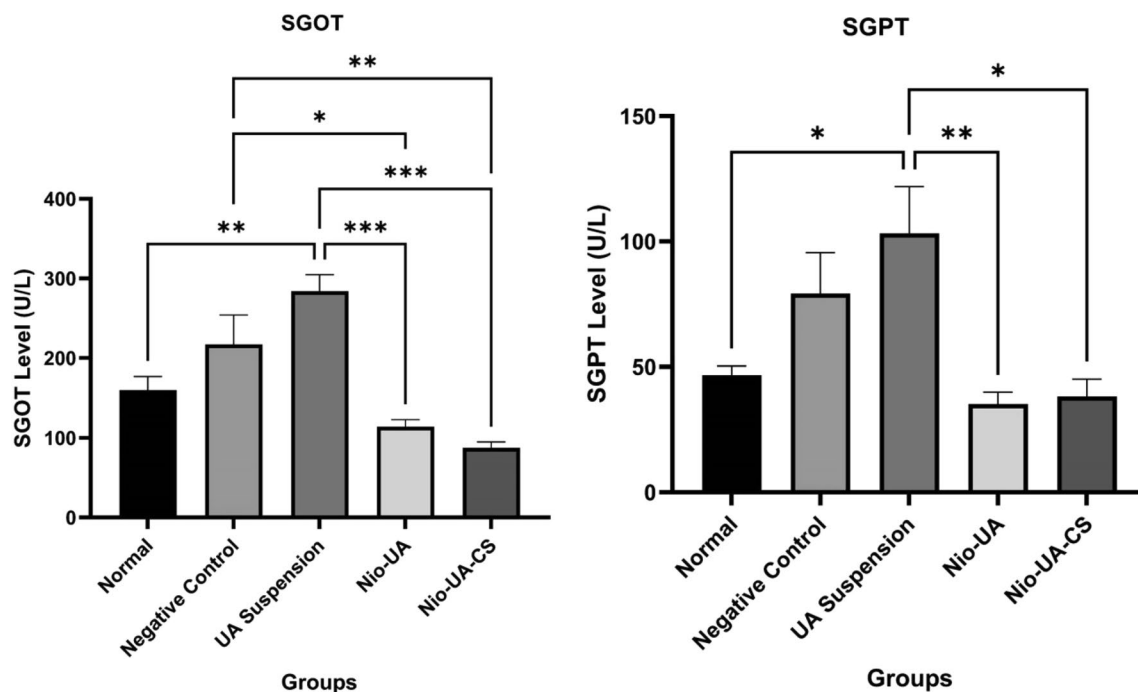 SGOT
**
*
***
**
***
400
300
200
100
0
SGOT Level (U/L)
Normal
Negative Control
UA Suspension
Nio-UA
Nio-UA-CS
Groups
SGPT
*
*
**
150
100
50
0
SGPT Level (U/L)
Normal
Negative Control
UA Suspension
Nio-UA
Nio-UA-CS
Groups